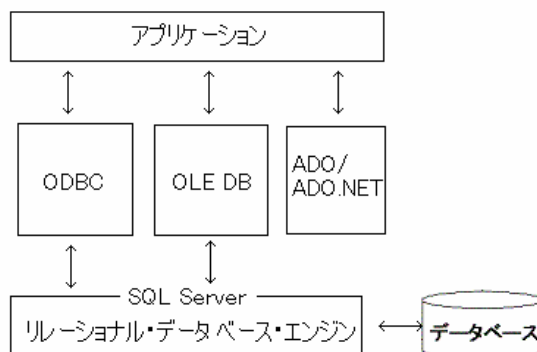 アプリケーション
ODBC
OLE DB
ADO/
ADO.NET
SQL Server
リレーショナル・データベース・エンジン
データベース